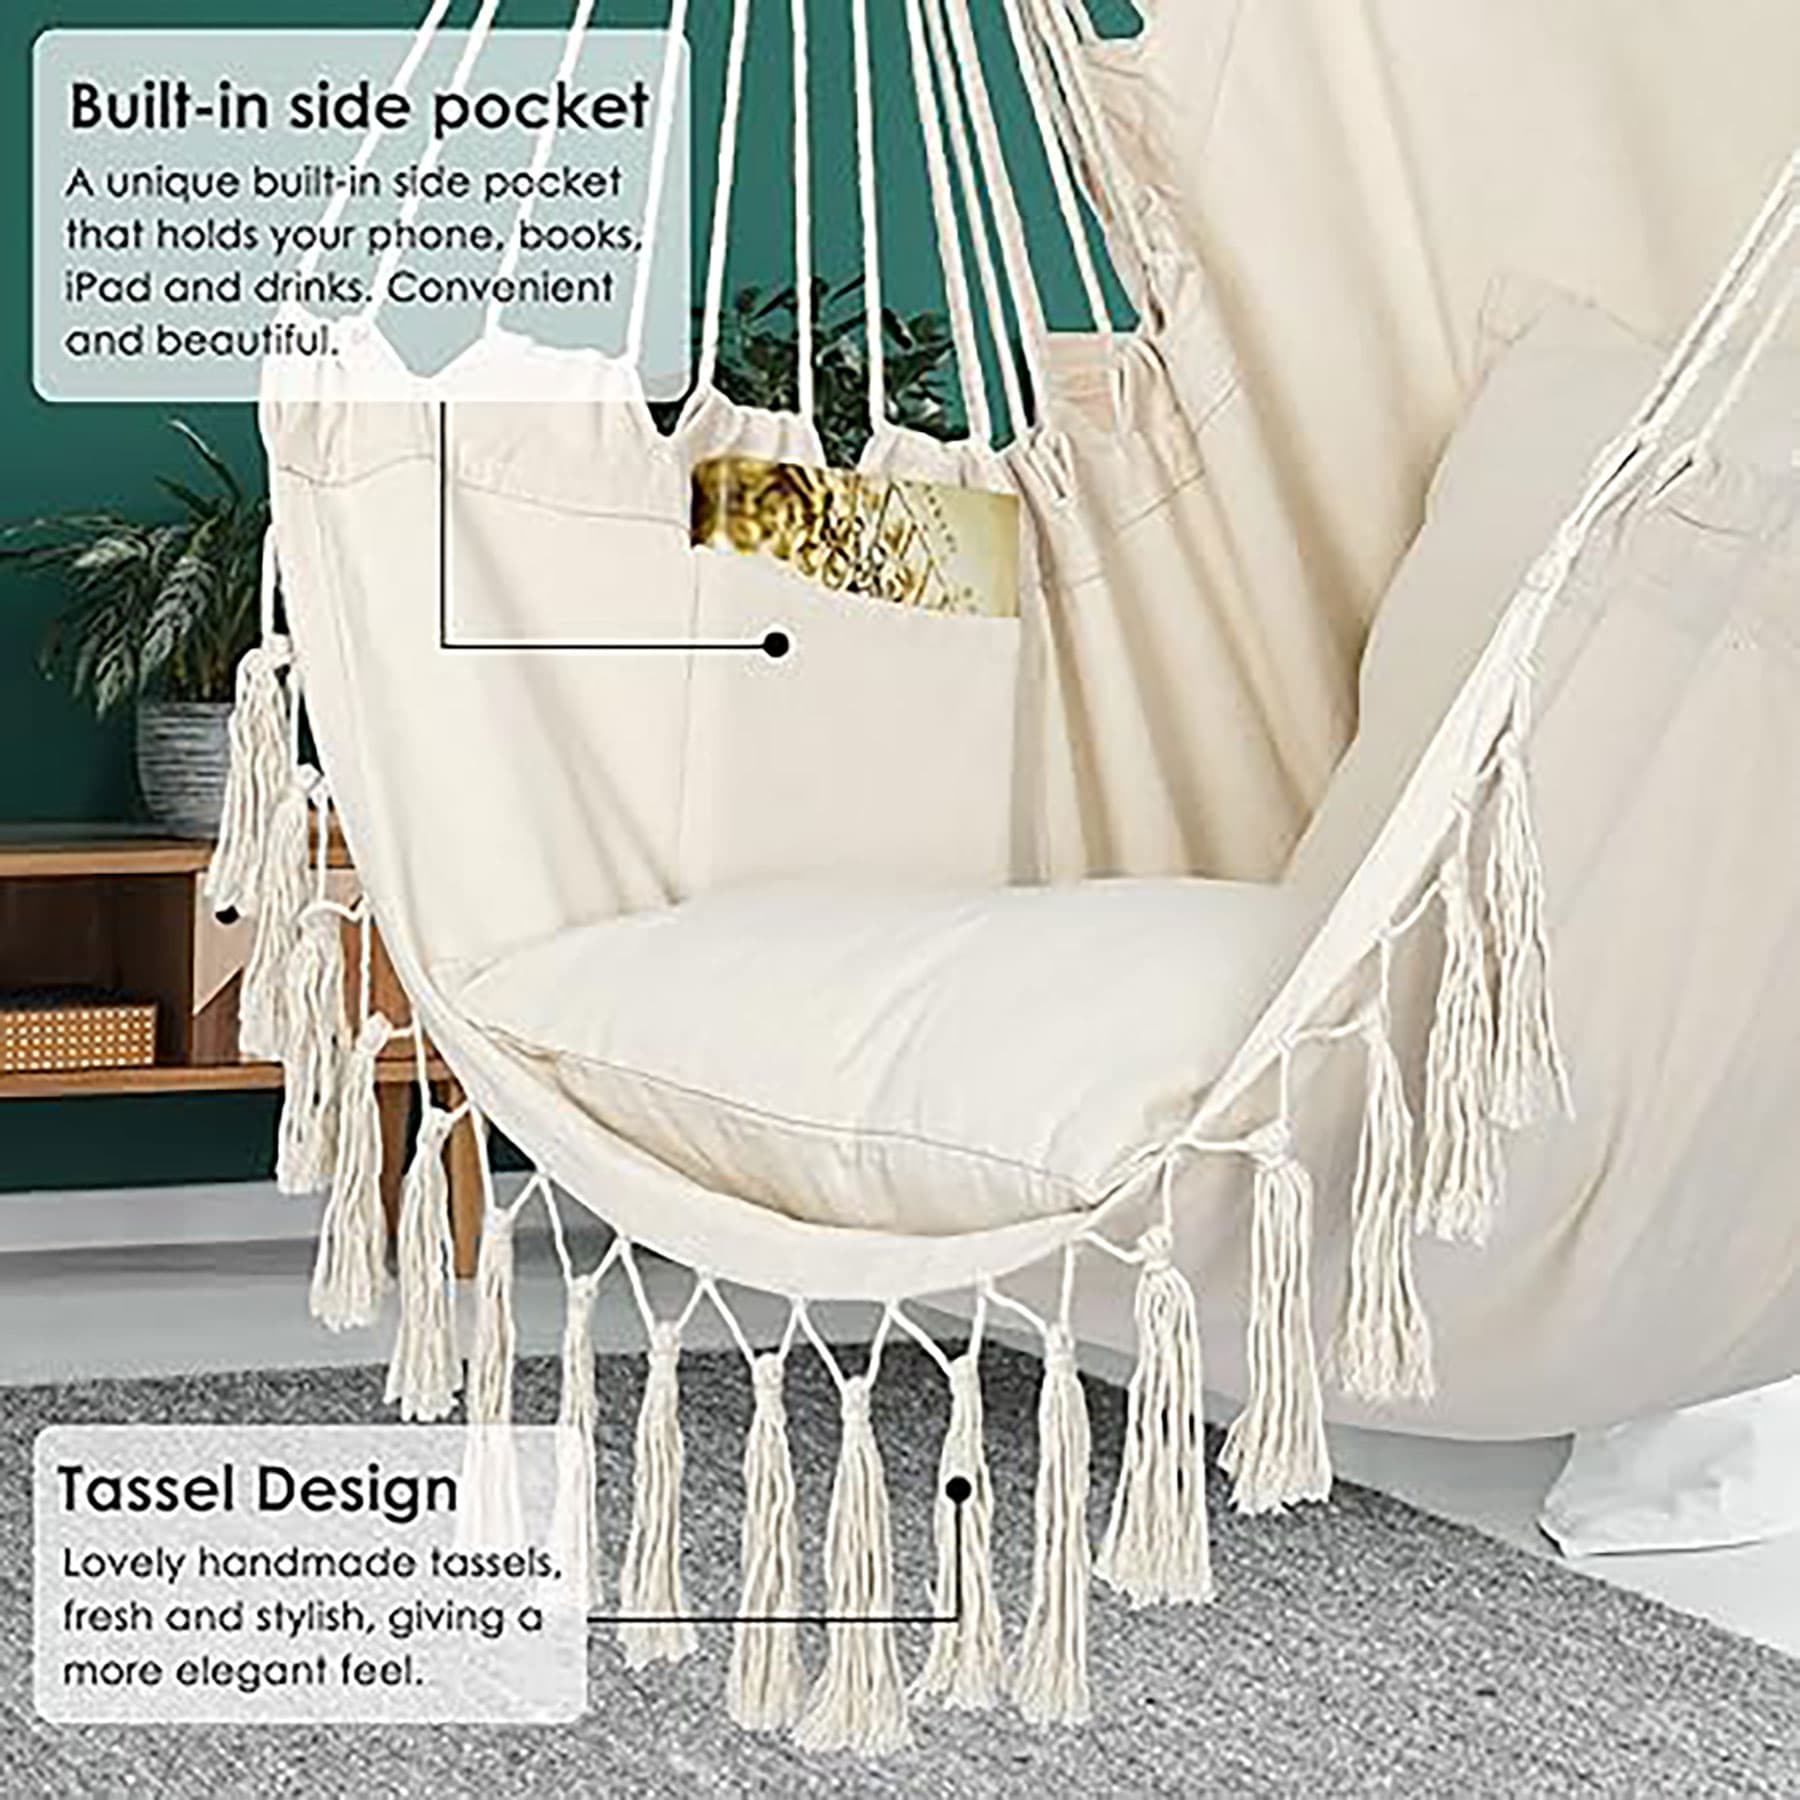 Built-in side pocket
A unique built-in side pocket
that holds your phone, books,
iPad and drinks. Convenient
and beautiful.
Tassel Design
Lovely handmade tassels,
fresh and stylish, giving a
more elegant feel.